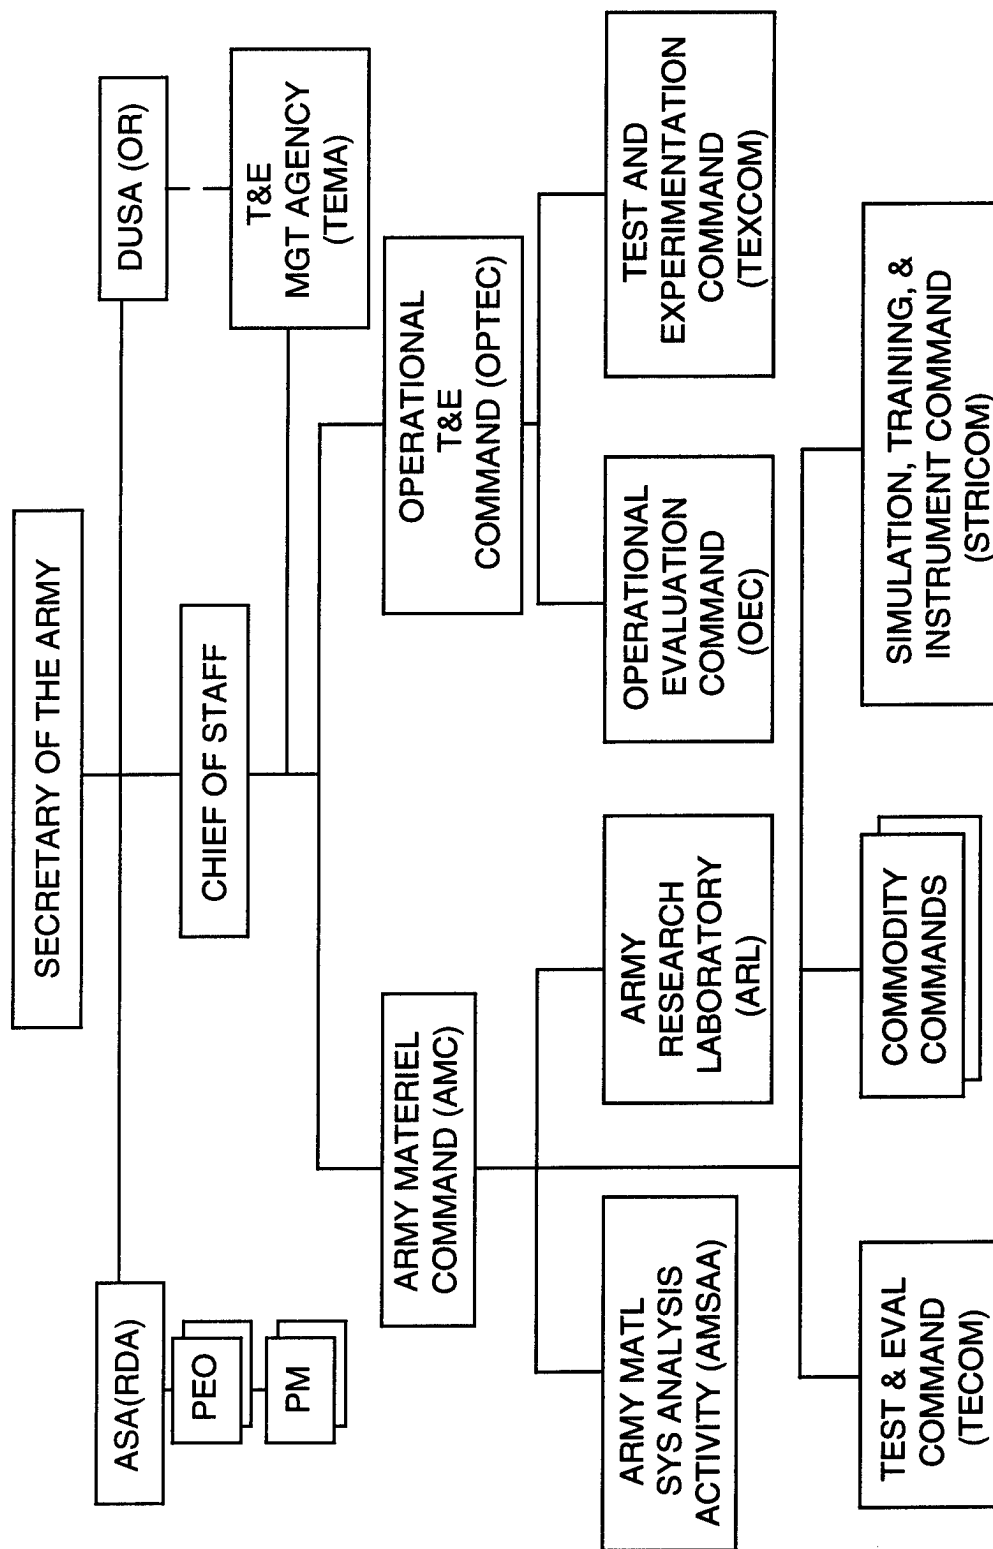 SECRETARY OF THE ARMY
ASA(RDA)
DUSA (OR)
PEO
CHIEF OF STAFF
T&E
MGT AGENCY
(TEMA)
PM
ARMY MATERIEL
COMMAND (AMC)
OPERATIONAL
T&E
COMMAND (OPTEC)
ARMY MATL
SYS ANALYSIS
ACTIVITY (AMSAA)
ARMY
RESEARCH
LABORATORY
(ARL)
OPERATIONAL
EVALUATION
COMMAND
(OEC)
TEST AND
EXPERIMENTATION
COMMAND
(TEXCOM)
TEST & EVAL
COMMAND
(TECOM)
COMMODITY
COMMANDS
SIMULATION, TRAINING, &
INSTRUMENT COMMAND
(STRICOM)